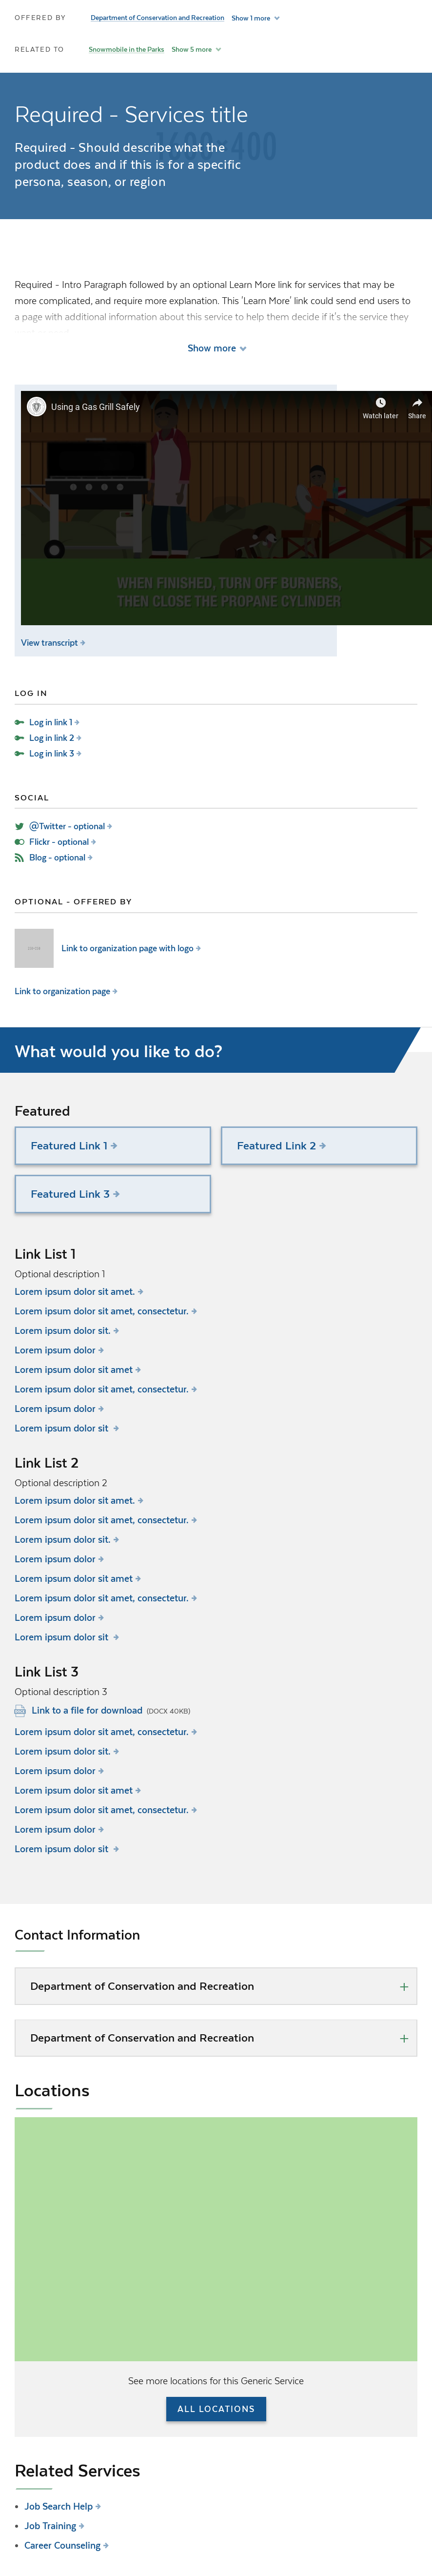 OFFERED BY
Department of Conservation and Recreation
Show 1 more
RELATED TO
Snowmobile in the Parks
Show 5 more
Required - Services title
1600x400
Required - Should describe what the
product does and if this is for a specific
persona, season, or region
Required - Intro Paragraph followed by an optional Learn More link for services that may be
more complicated, and require more explanation. This 'Learn More' link could send end users to
a page with additional information about this service to help them decide if it's the service they
Show more
Using a Gas Grill Safely
Watch later
Share
WHEN FINISHED, TURN OFF BURNERS,
THEN CLOSE THE PROPANE CYLINDER
View transcript
LOG IN
Log in link 1
Log in link 2
Log in link 3
SOCIAL
@Twitter - optional
Flickr - optional
Blog - optional
OPTIONAL - OFFERED BY
Link to organization page with logo
Link to organization page
What would you like to do?
Featured
Featured Link 1
Featured Link 2
Featured Link 3
Link List 1
Optional description 1
Lorem ipsum dolor sit amet.
Lorem ipsum dolor sit amet, consectetur.
Lorem ipsum dolor sit.
Lorem ipsum dolor
Lorem ipsum dolor sit amet
Lorem ipsum dolor sit amet, consectetur.
Lorem ipsum dolor
Lorem ipsum dolor sit
Link List 2
Optional description 2
Lorem ipsum dolor sit amet.
Lorem ipsum dolor sit amet, consectetur.
Lorem ipsum dolor sit.
Lorem ipsum dolor
Lorem ipsum dolor sit amet
Lorem ipsum dolor sit amet, consectetur.
Lorem ipsum dolor
Lorem ipsum dolor sit
Link List 3
Optional description 3
Link to a file for download (DOCX 40KB)
Lorem ipsum dolor sit amet, consectetur.
Lorem ipsum dolor sit.
Lorem ipsum dolor
Lorem ipsum dolor sit amet
Lorem ipsum dolor sit amet, consectetur.
Lorem ipsum dolor
Lorem ipsum dolor sit
Contact Information
Department of Conservation and Recreation
Department of Conservation and Recreation
Locations
See more locations for this Generic Service
ALL LOCATIONS
Related Services
Job Search Help
Job Training
Career Counseling